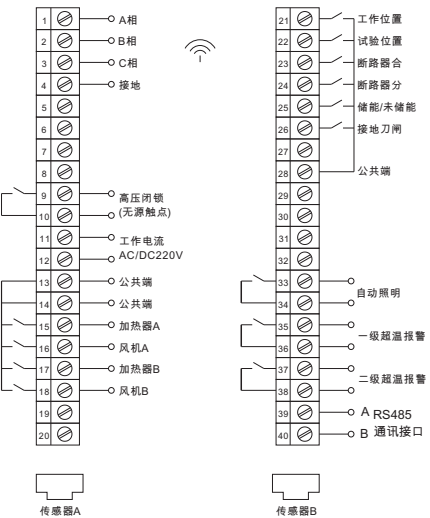 1 A相
2 B相
3 C相
4 接地
5
6
7
8
9 高压闭锁
10 (无源触点)
11 工作电流
12 AC/DC220V
13 公共端
14 公共端
15 加热器A
16 风机A
17 加热器B
18 风机B
19
20
传感器A
21 工作位置
22 试验位置
23 断路器合
24 断路器分
25 储能/未储能
26 接地刀闸
27
28 公共端
29
30
31
32
33
自动照明
34
35
一级超温报警
36
37
二级超温报警
38
39 A RS485
40 B 通讯接口
传感器B